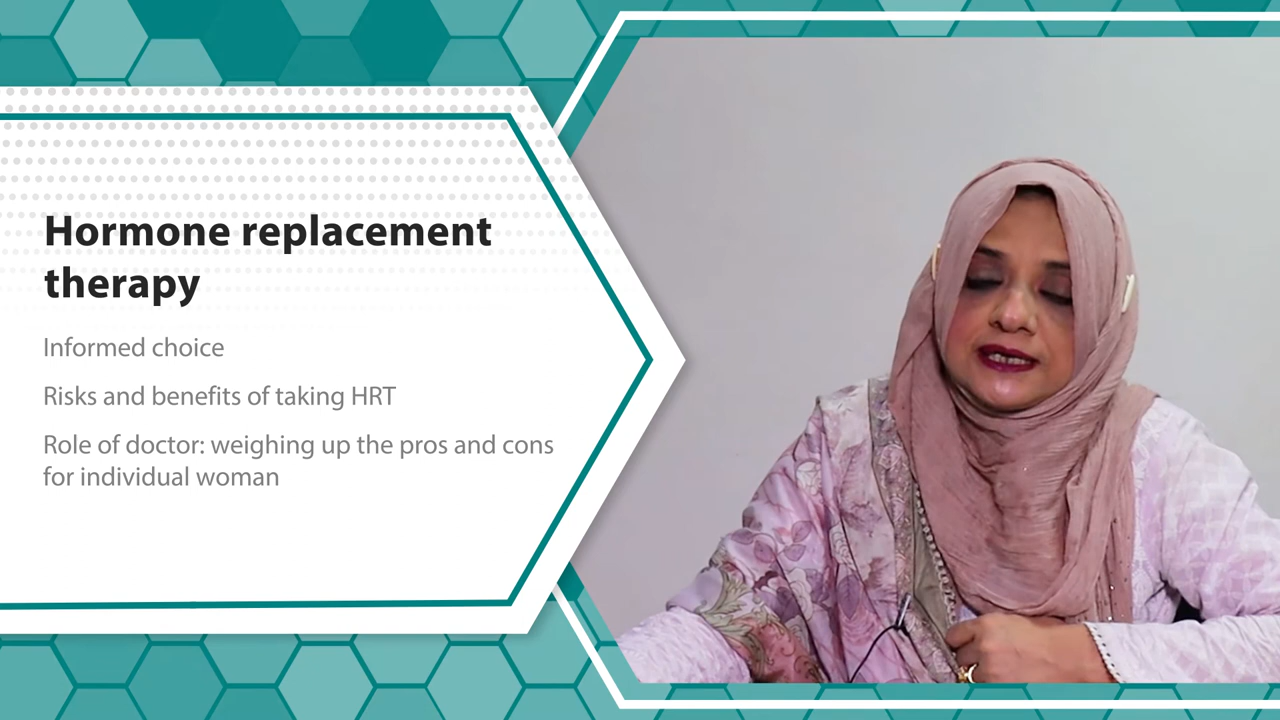 Hormone replacement
therapy
Informed choice
Risks and benefits of taking HRT
Role of doctor: weighing up the pros and cons
for individual woman